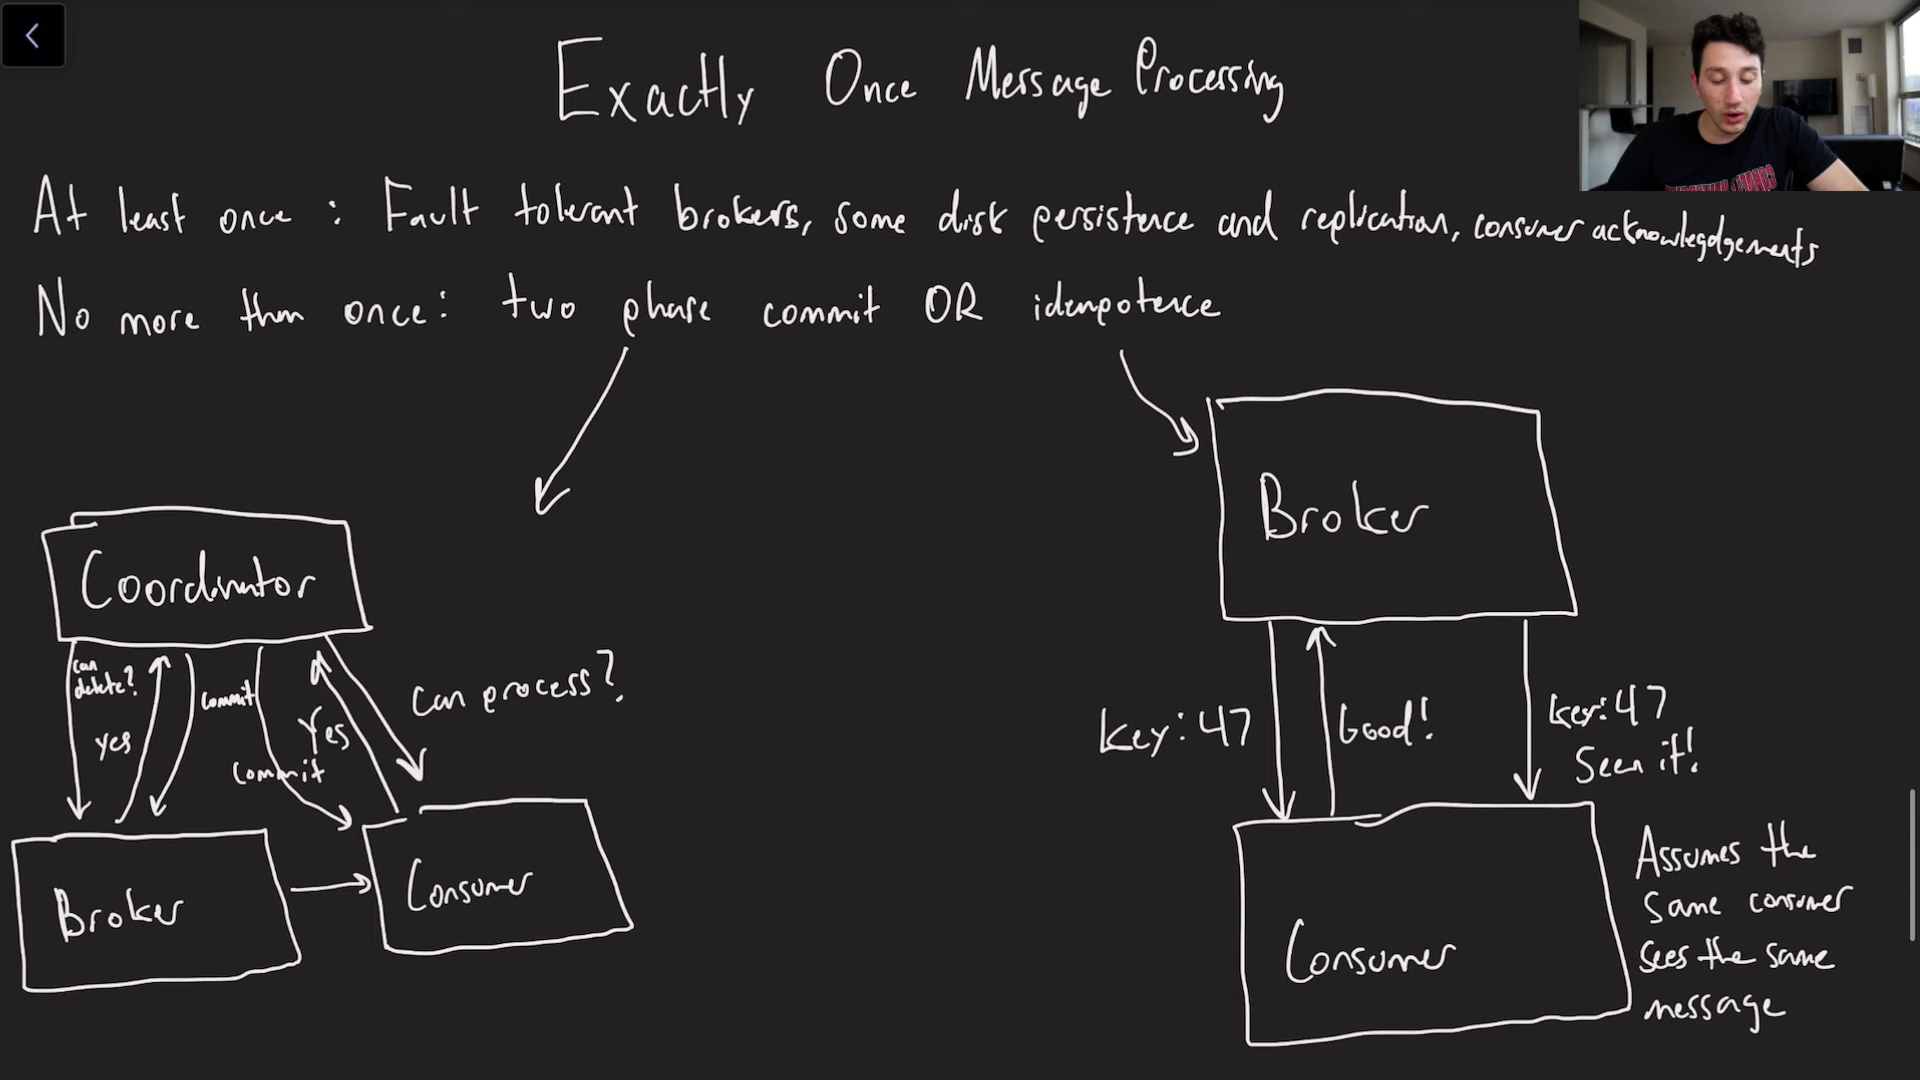 Exactly Once Message Processing
At least once : Fault tolerant brokers, some disk persistence and replication, consumer acknowlegdgements
No more than once: two phase commit OR idempotence
Coordinator
can
delete?
yes
commit
commit
Yes
can process?
Broker
Consumer
Broker
key: 47
Good!
key: 47
Seen it!
Consumer
Assumes the
same consumer
sees the same
message